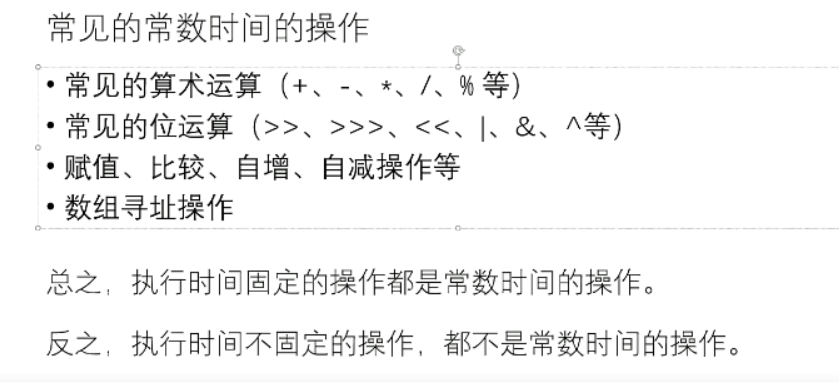 常见的常数时间的操作
• 常见的算术运算（+、-、*、/、% 等）
• 常见的位运算（>>、>>>、<<、|、&、^等）
• 赋值、比较、自增、自减操作等
• 数组寻址操作
总之，执行时间固定的操作都是常数时间的操作。
反之，执行时间不固定的操作，都不是常数时间的操作。